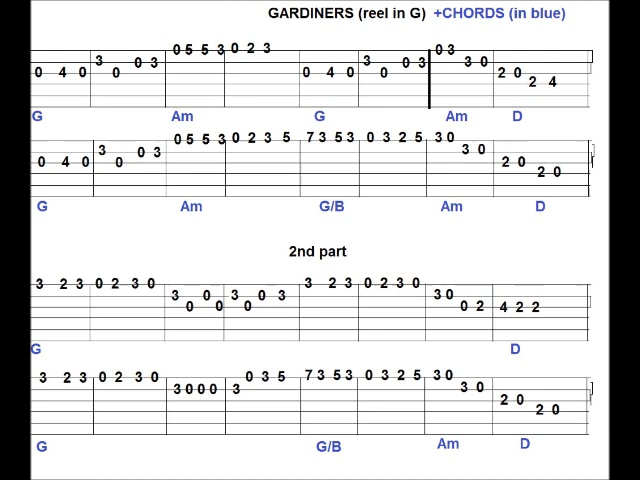 GARDINERS (reel in G) +CHORDS (in blue)
0 5 5 3 0 2 3 0 3
3 0 3 3 0 3 3 0
0 4 0 0 0 4 0 0 2 0
2 4
G Am G Am D
0 5 5 3 0 2 3 5 7 3 5 3 0 3 2 5 3 0
3 0 3 3 0
0 4 0 0 2 0
2 0
G Am G/B Am D
2nd part
3 2 3 0 2 3 0 3 2 3 0 2 3 0
3 0 3 0 3 3 0
0 0 0 0 2 4 2 2
G D
3 2 3 0 2 3 0 0 3 5 7 3 5 3 0 3 2 5 3 0
3 0 0 0 3 3 0
2 0
2 0
G G/B Am D